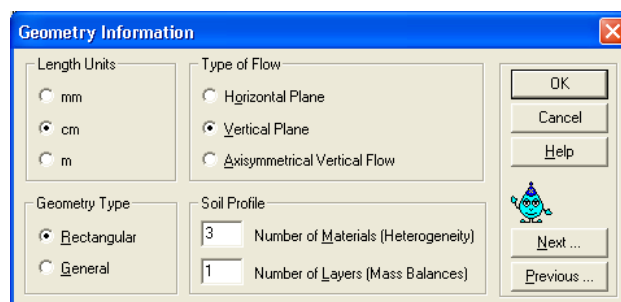 Geometry Information
Length Units
mm
cm
m
Type of Flow
Horizontal Plane
Vertical Plane
Axisymmetrical Vertical Flow
Geometry Type
Rectangular
General
Soil Profile
3 Number of Materials (Heterogeneity)
1 Number of Layers (Mass Balances)
OK
Cancel
Help
Next ...
Previous ...